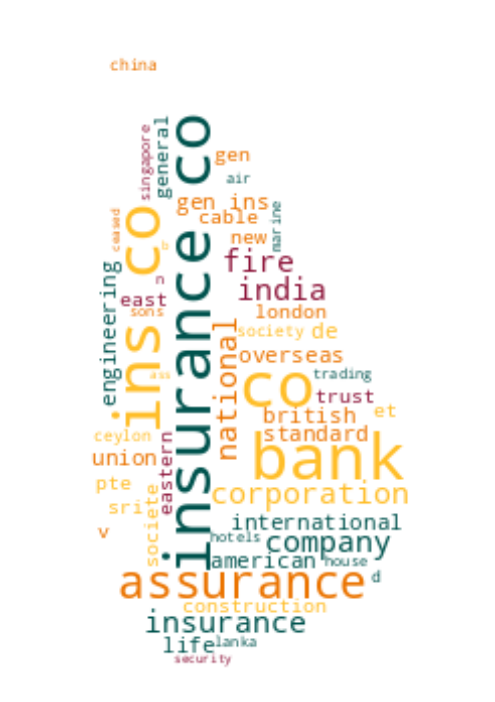 china
insurance co
singapore
general
gen
air
gen ins
cable
marine
ceased
ins co
new
fire
engineering
india
east
n
sons
london
society
de
national
overseas
trading
co
trust
british
et
standard
ass
ceylon
union
eastern
bank
pte
corporation
sri
societe
v
international
hotels
company
american
house
assurance
d
construction
insurance
life
lanka
security